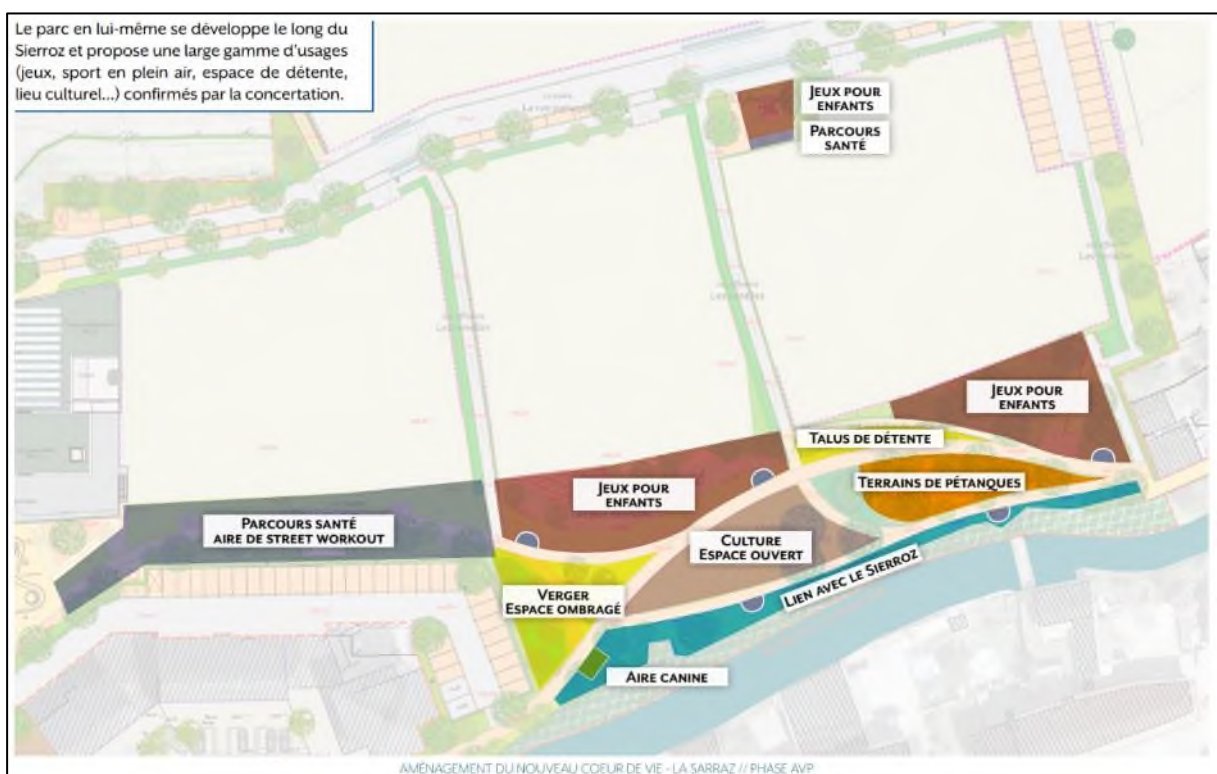 Le parc en lui-même se développe le long du
Sierroz et propose une large gamme d'usages
(jeux, sport en plein air, espace de détente,
lieu culturel...) confirmés par la concertation.
JEUX POUR
ENFANTS
PARCOURS
SANTÉ
JEUX POUR
ENFANTS
TALUS DE DÉTENTE
JEUX POUR
ENFANTS
TERRAINS DE PÉTANQUES
PARCOURS SANTÉ
AIRE DE STREET WORKOUT
CULTURE
ESPACE OUVERT
VERGER
ESPACE OMBRAGÉ
LIEN AVEC LE SIERROZ
AIRE CANINE
AMÉNAGEMENT DU NOUVEAU COEUR DE VIE - LA SARRAZ // PHASE AVP